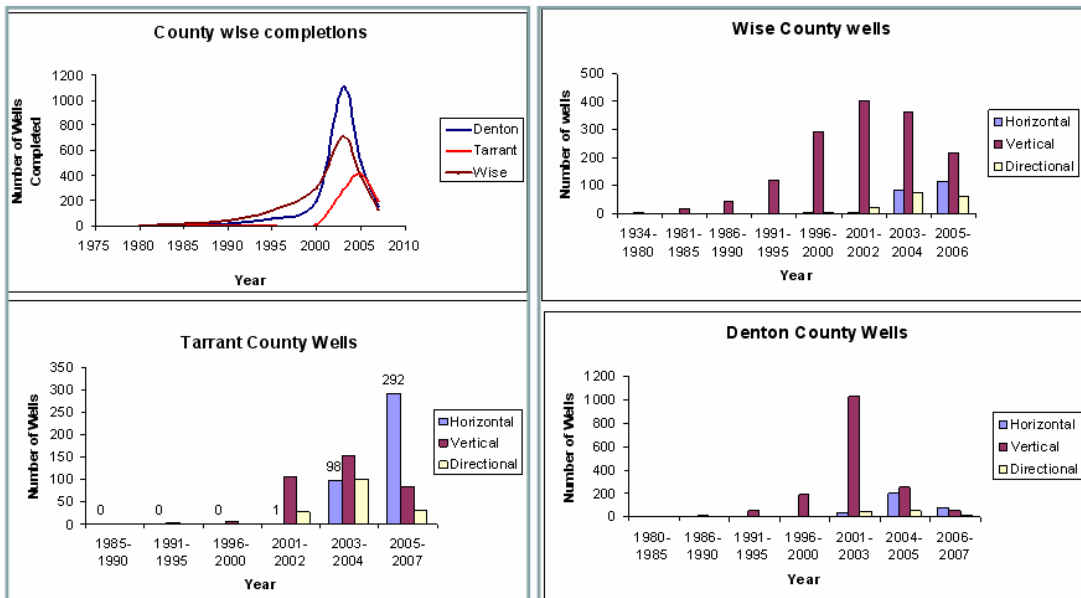 County wise completions
Number of Wells
Completed
1200
1000
800
600
400
200
0
1975 1980 1985 1990 1995 2000 2005 2010
Year
Denton
Tarrant
Wise
Wise County wells
Number of wells
500
400
300
200
100
0
1934- 1981- 1986- 1991- 1996- 2001- 2003- 2005-
1980 1985 1990 1995 2000 2002 2004 2006
Year
Horizontal
Vertical
Directional
Tarrant County Wells
Number of Wells
350
300
250
200
150
100
50
0
0 0 0 1 98 292
1985- 1991- 1996- 2001- 2003- 2005-
1990 1995 2000 2002 2004 2007
Year
Horizontal
Vertical
Directional
Denton County Wells
Number of Wells
1200
1000
800
600
400
200
0
1980- 1986- 1991- 1996- 2001- 2004- 2006-
1985 1990 1995 2000 2003 2005 2007
Year
Horizontal
Vertical
Directional